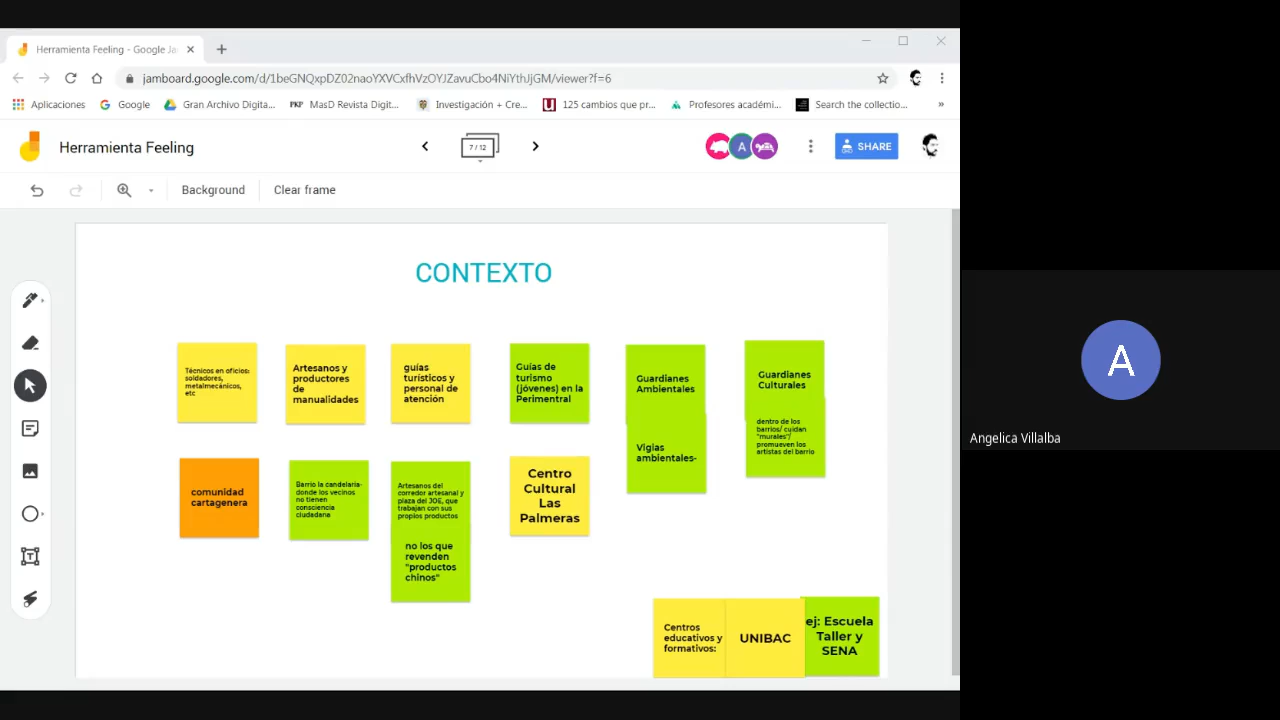 Herramienta Feeling - Google Ja
jamboard.google.com/d/1beGNQxpDZ02naoYXVCxfhVzOYJZavuCbo4NiYthJjGM/viewer?f=6
Aplicaciones
Google
Gran Archivo Digita...
PKP MasD Revista Digit...
Investigación + Cre...
125 cambios que pr...
Profesores académi...
Search the collectio...
»
Herramienta Feeling
7 / 12
A
SHARE
Background
Clear frame
CONTEXTO
Técnicos en oficios:
soldadores,
metalmecánicos,
etc
Artesanos y
productores
de
manualidades
guías
turísticos y
personal de
atención
Guías de
turismo
(jóvenes) en la
Perimentral
Guardianes
Ambientales
Vigias
ambientales-
Guardianes
Culturales
dentro de los
barrios/ cuidan
"murales"/
promueven los
artistas del barrio
comunidad
cartagenera
Barrio la candelaria-
donde los vecinos
no tienen
consciencia
ciudadana
Artesanos del
corredor artesanal y
plaza del JOE, que
trabajan con sus
propios productos
no los que
revenden
"productos
chinos"
Centro
Cultural
Las
Palmeras
Centros
educativos y
formativos:
UNIBAC
ej: Escuela
Taller y
SENA
A
Angelica Villalba